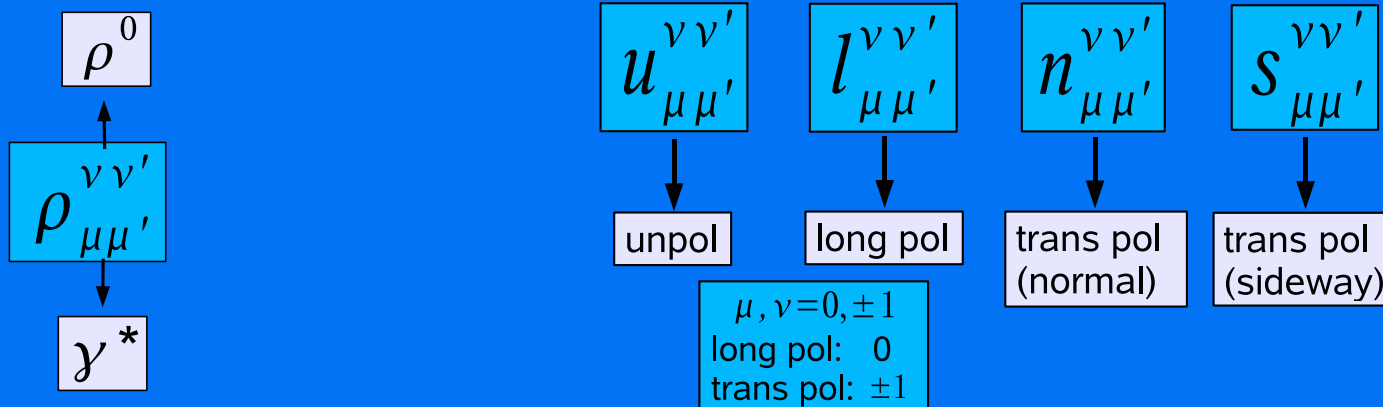 ρ⁰
ρ^{νν′}_{μμ′}
γ*
u^{νν′}_{μμ′}
l^{νν′}_{μμ′}
n^{νν′}_{μμ′}
s^{νν′}_{μμ′}
unpol
long pol
trans pol
(normal)
trans pol
(sideway)
μ, ν=0,±1
long pol: 0
trans pol: ±1